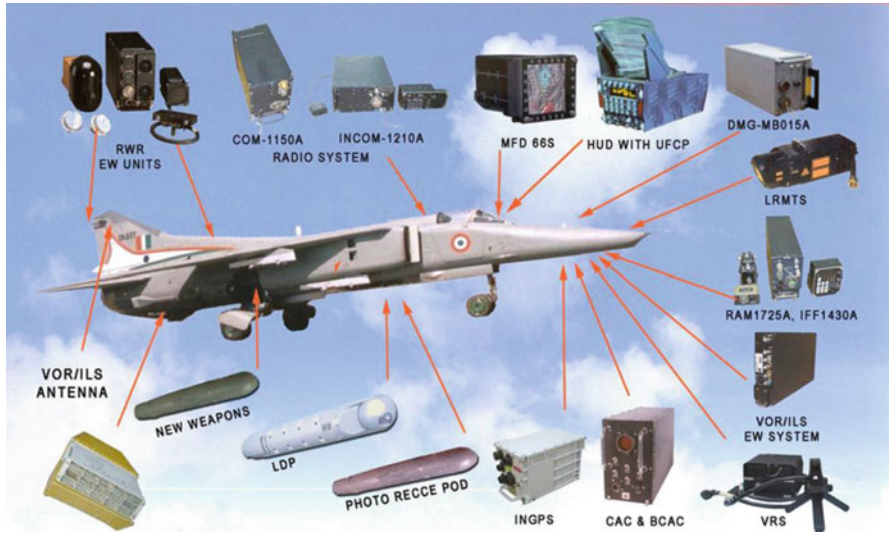 RWR
EW UNITS
COM-1150A
INCOM-1210A
RADIO SYSTEM
MFD 66S
HUD WITH UFCP
DMG-MB015A
LRMTS
RAM1725A, IFF1430A
VOR/ILS
EW SYSTEM
VRS
CAC & BCAC
INGPS
PHOTO RECCE POD
LDP
NEW WEAPONS
VOR/ILS
ANTENNA